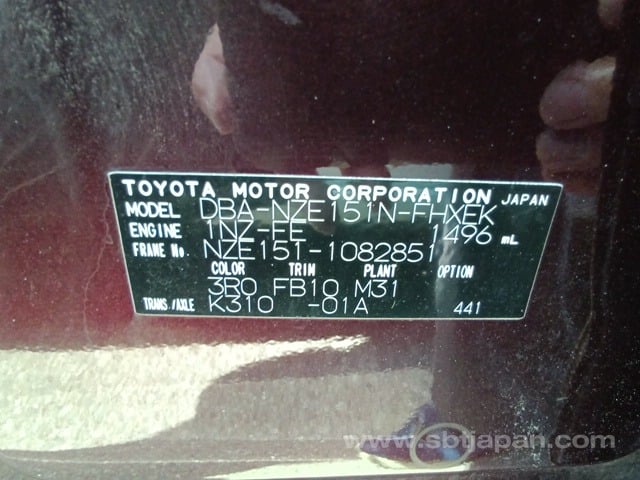 TOYOTA MOTOR CORPORATION JAPAN
MODEL DBA-NZE151N-FHXEK
ENGINE 1NZ-FE 1496 mL
FRAME No. NZE151-1082851
COLOR TRIM PLANT OPTION
3R0 FB10 M31
TRANS./AXLE K310 -01A 441
www.sbtjapan.com